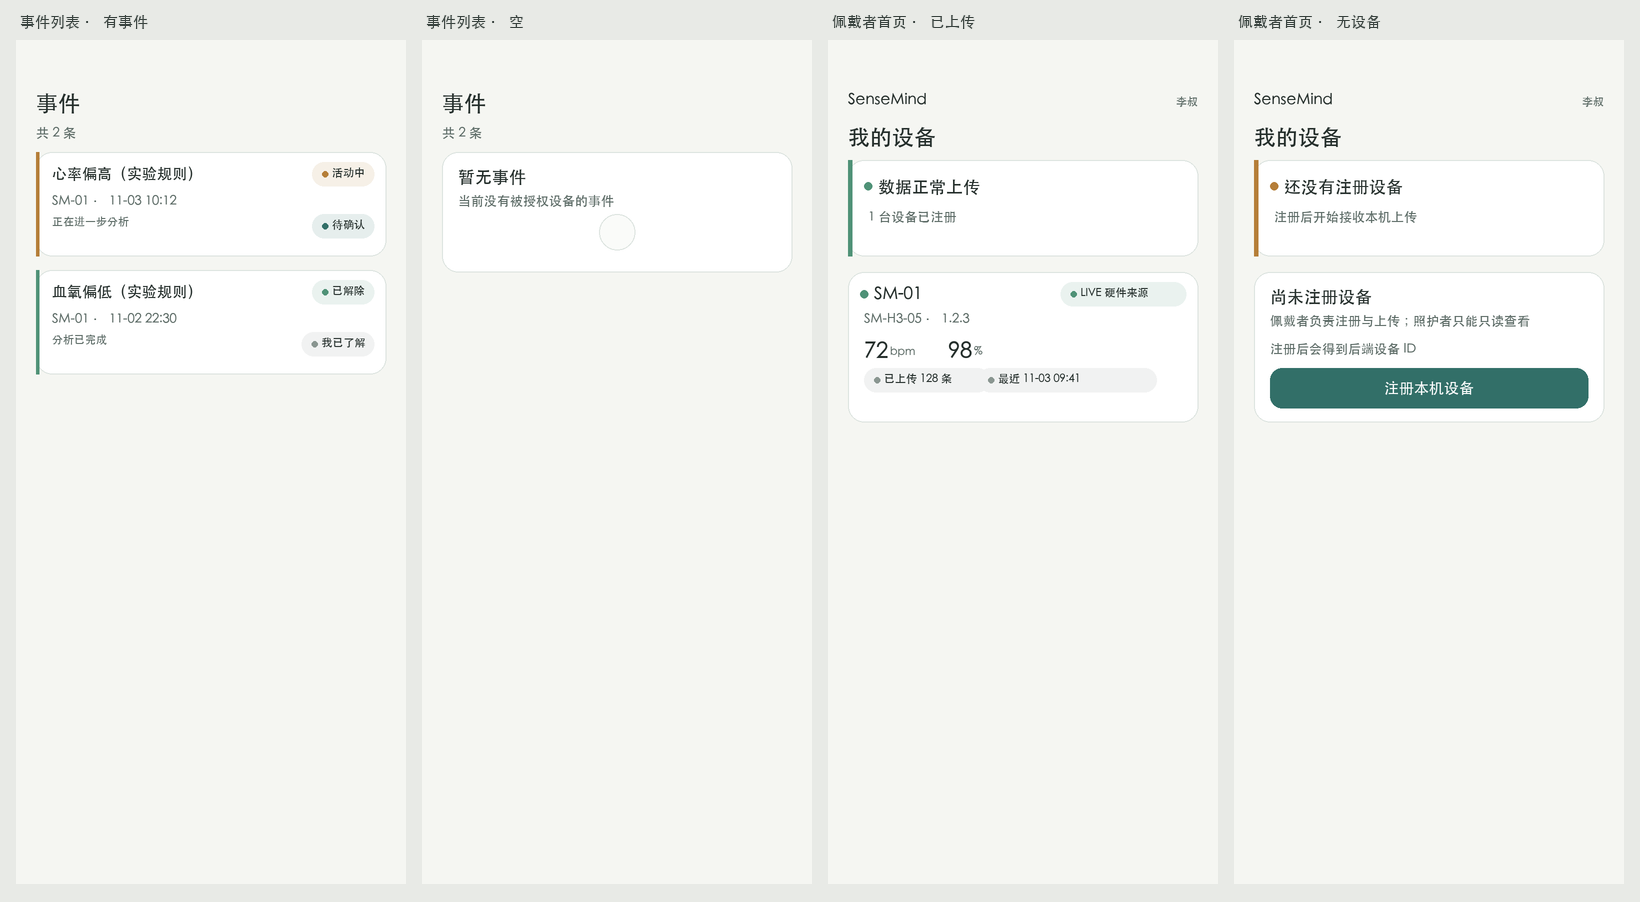 事件列表 · 有事件
事件
共 2 条
心率偏高（实验规则）
活动中
SM-01 · 11-03 10:12
正在进一步分析
待确认
血氧偏低（实验规则）
已解除
SM-01 · 11-02 22:30
分析已完成
我已了解
事件列表 · 空
事件
共 2 条
暂无事件
当前没有被授权设备的事件
佩戴者首页 · 已上传
SenseMind
李叔
我的设备
数据正常上传
1 台设备已注册
SM-01
LIVE 硬件来源
SM-H3-05 · 1.2.3
72bpm 98%
已上传 128 条
最近 11-03 09:41
佩戴者首页 · 无设备
SenseMind
李叔
我的设备
还没有注册设备
注册后开始接收本机上传
尚未注册设备
佩戴者负责注册与上传；照护者只能只读查看
注册后会得到后端设备 ID
注册本机设备